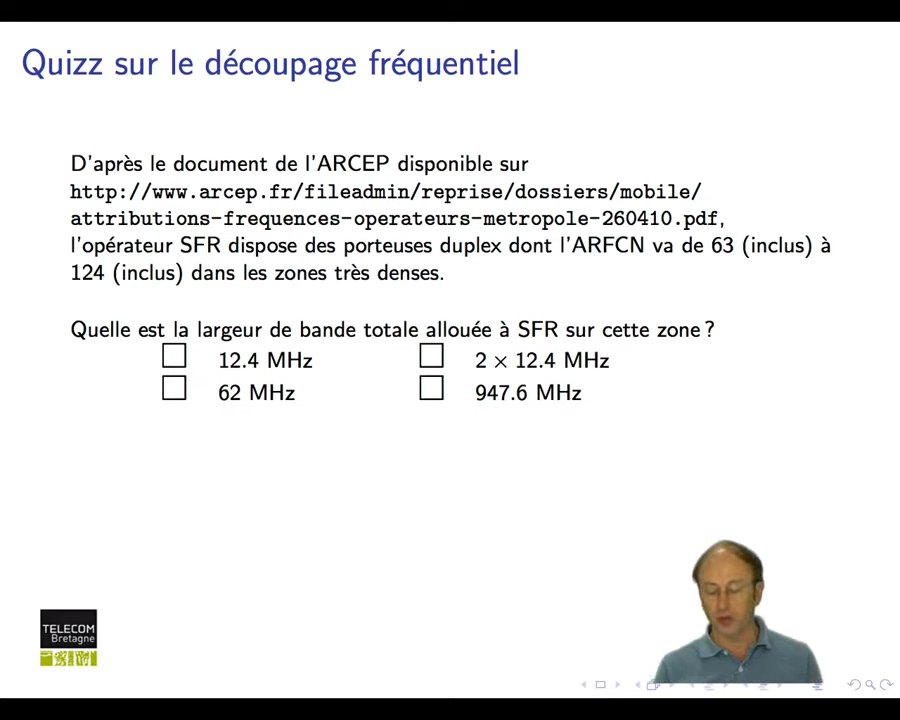 Quizz sur le découpage fréquentiel
D'après le document de l'ARCEP disponible sur
http://www.arcep.fr/fileadmin/reprise/dossiers/mobile/
attributions-frequences-operateurs-metropole-260410.pdf,
l'opérateur SFR dispose des porteuses duplex dont l'ARFCN va de 63 (inclus) à
124 (inclus) dans les zones très denses.
Quelle est la largeur de bande totale allouée à SFR sur cette zone ?
12.4 MHz 2 × 12.4 MHz
62 MHz 947.6 MHz
TELECOM
Bretagne